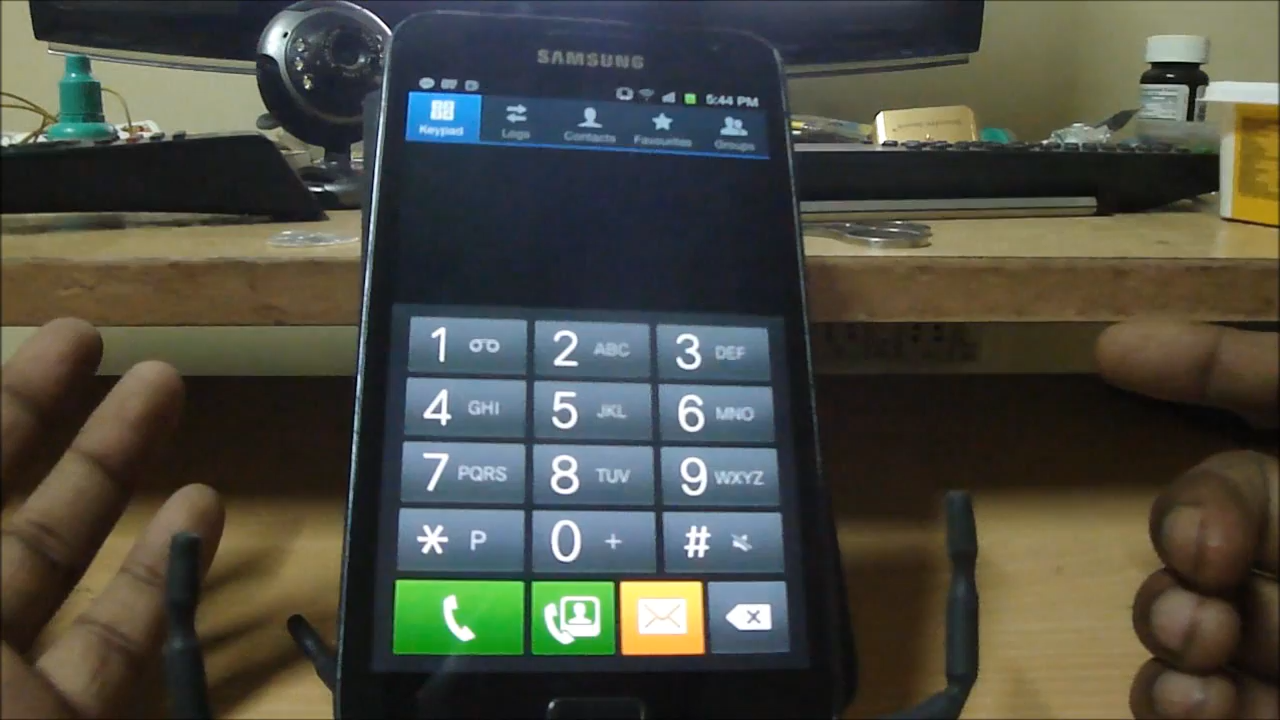 SAMSUNG
5:44 PM
Keypad Logs Contacts Favourites Groups
1 2 ABC 3 DEF
4 GHI 5 JKL 6 MNO
7 PQRS 8 TUV 9 WXYZ
* P 0 + #